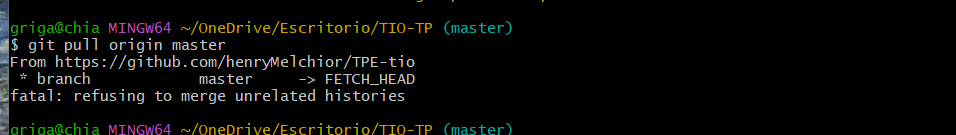 griga@chia MINGW64 ~/OneDrive/Escritorio/TIO-TP (master)
$ git pull origin master
From https://github.com/henryMelchior/TPE-tio
 * branch            master     -> FETCH_HEAD
fatal: refusing to merge unrelated histories
griga@chia MINGW64 ~/OneDrive/Escritorio/TIO-TP (master)